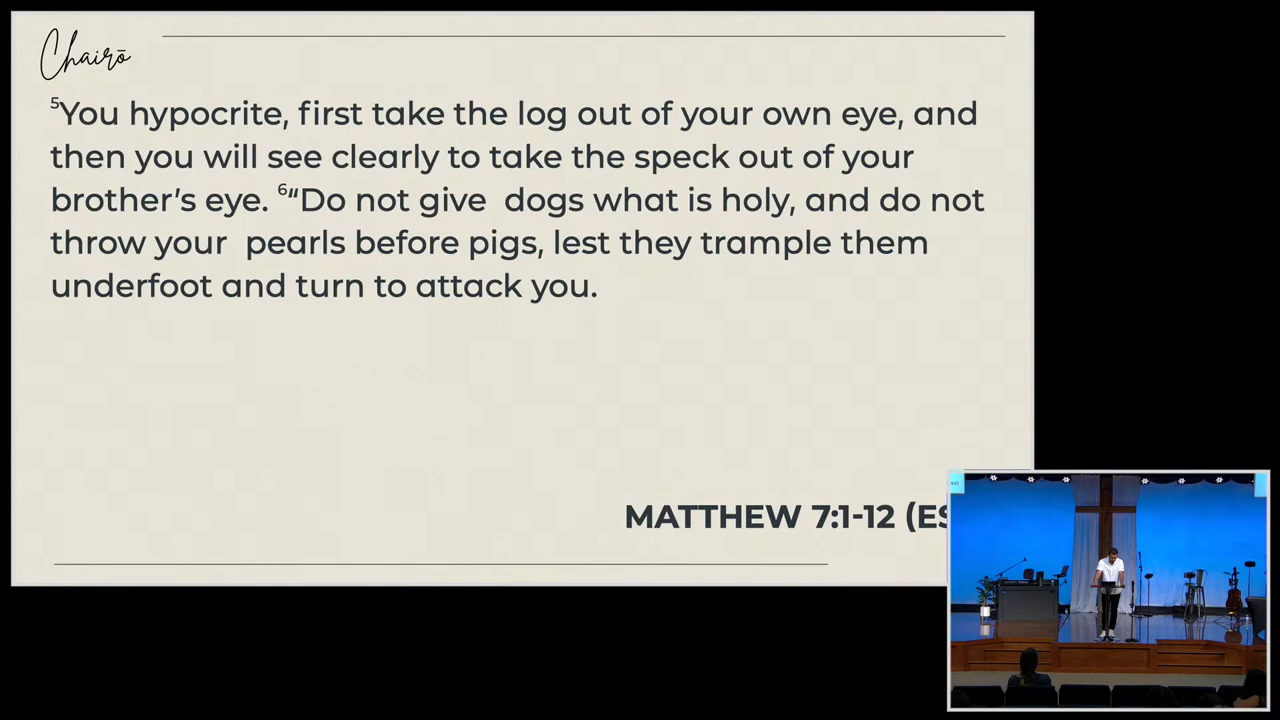 Chairō
⁵You hypocrite, first take the log out of your own eye, and
then you will see clearly to take the speck out of your
brother’s eye. ⁶“Do not give  dogs what is holy, and do not
throw your  pearls before pigs, lest they trample them
underfoot and turn to attack you.
MATTHEW 7:1-12 (ES
SV)